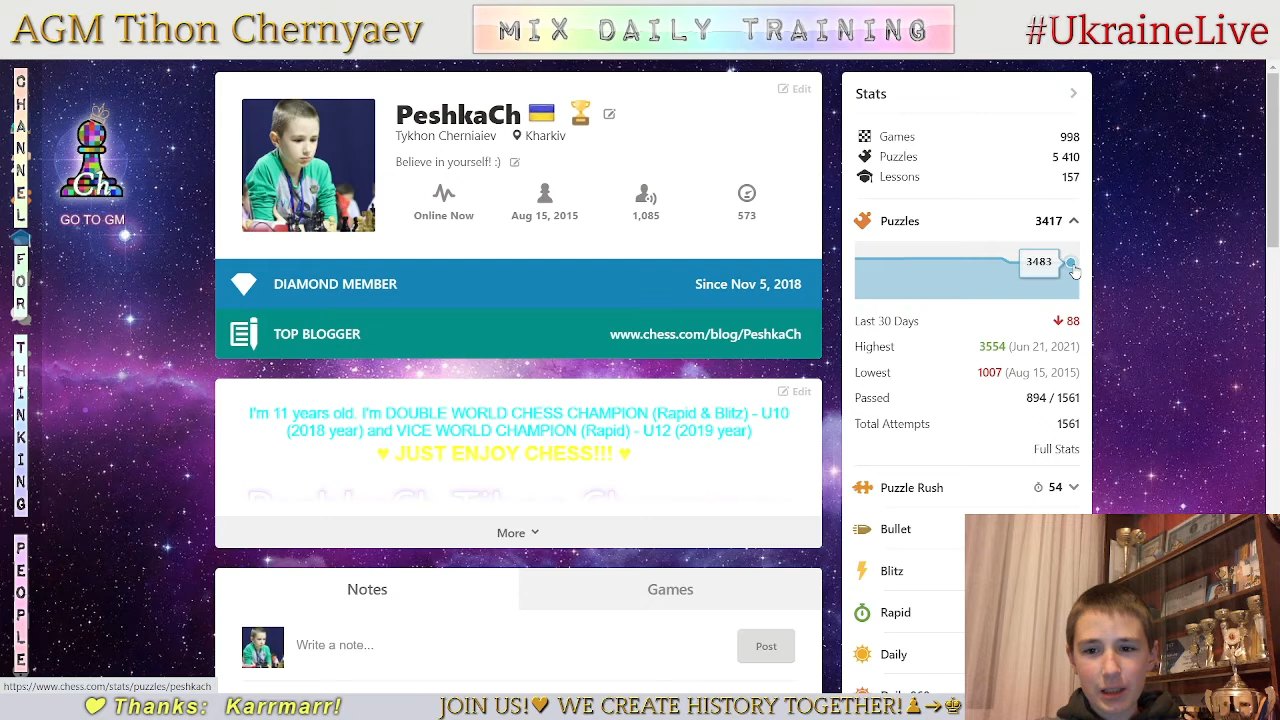 AGM Tihon Chernyaev
MIX DAILY TRAINING
#UkraineLive
CHANNEL FOR THINKING PEOPLE
Ch
GO TO GM
Edit
PeshkaCh
Tykhon Cherniaiev
Kharkiv
Believe in yourself! :)
Online Now
Aug 15, 2015
1,085
573
DIAMOND MEMBER
Since Nov 5, 2018
TOP BLOGGER
www.chess.com/blog/PeshkaCh
Edit
I'm 11 years old. I'm DOUBLE WORLD CHESS CHAMPION (Rapid & Blitz) - U10
(2018 year) and VICE WORLD CHAMPION (Rapid) - U12 (2019 year)
♥ JUST ENJOY CHESS!!! ♥
More
Notes
Games
Write a note...
Post
Stats
Games 998
Puzzles 5 410
Lessons 157
Puzzles 3417
3483
Last 30 Days 88
Highest 3554 (Jun 21, 2021)
Lowest 1007 (Aug 15, 2015)
Passed 894 / 1561
Total Attempts 1561
Full Stats
Puzzle Rush 54
Bullet
Blitz
Rapid
Daily
https://www.chess.com/stats/puzzles/peshkach
Thanks: Karrmarr!
JOIN US!♥ WE CREATE HISTORY TOGETHER!♟→♚